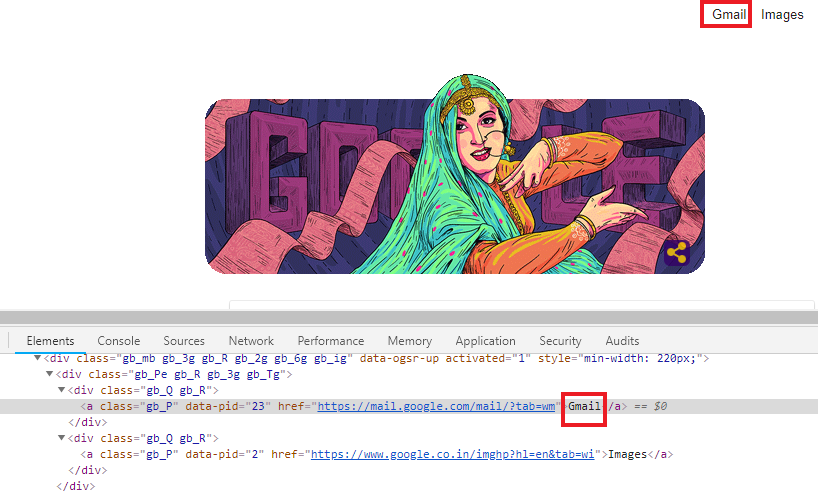 Gmail Images
GOOGLE
Elements Console Sources Network Performance Memory Application Security Audits
▼<div class="gb_mb gb_3g gb_R gb_2g gb_6g gb_ig" data-ogsr-up activated="1" style="min-width: 220px;">
▼<div class="gb_Pe gb_R gb_3g gb_Tg">
▼<div class="gb_Q gb_R">
<a class="gb_P" data-pid="23" href="https://mail.google.com/mail/?tab=wm" Gmail /a> == $0
</div>
▼<div class="gb_Q gb_R">
<a class="gb_P" data-pid="2" href="https://www.google.co.in/imghp?hl=en&tab=wi">Images</a>
</div>
</div>